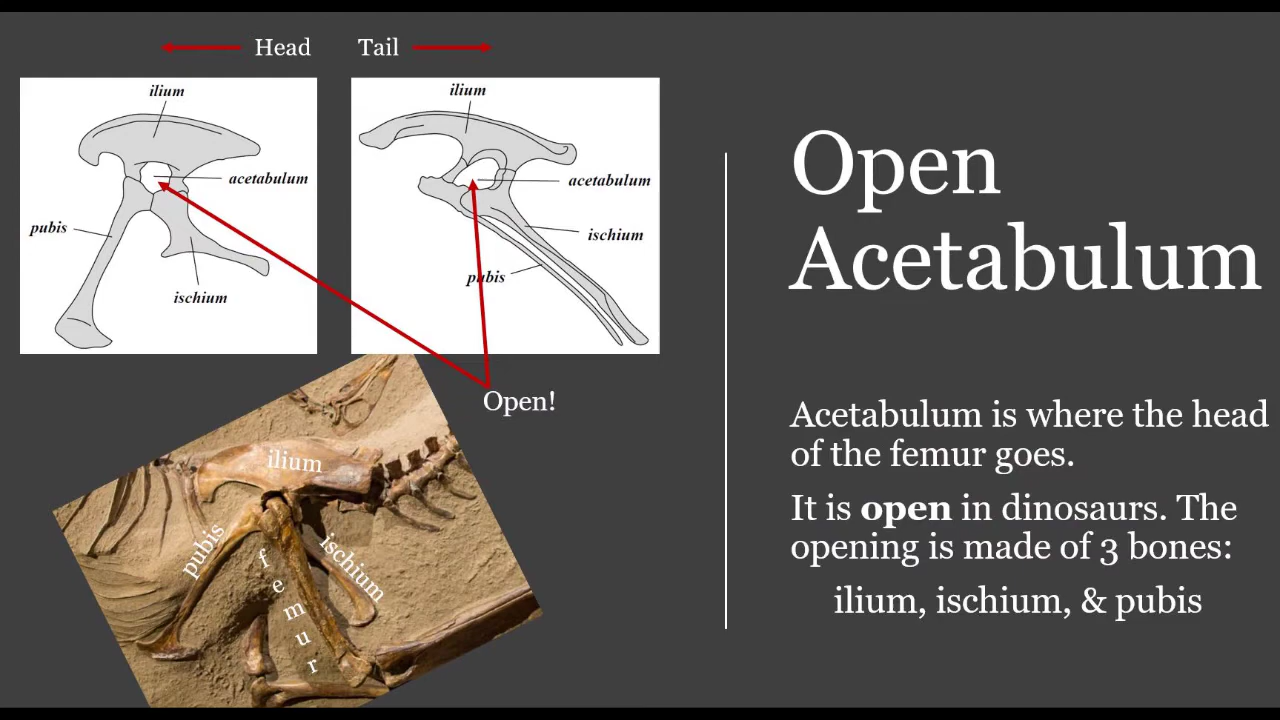 Head Tail
ilium
acetabulum
pubis
ischium
ilium
acetabulum
ischium
pubis
Open!
ilium
pubis
ischium
femur
Open
Acetabulum
Acetabulum is where the head
of the femur goes.
It is open in dinosaurs. The
opening is made of 3 bones:
ilium, ischium, & pubis